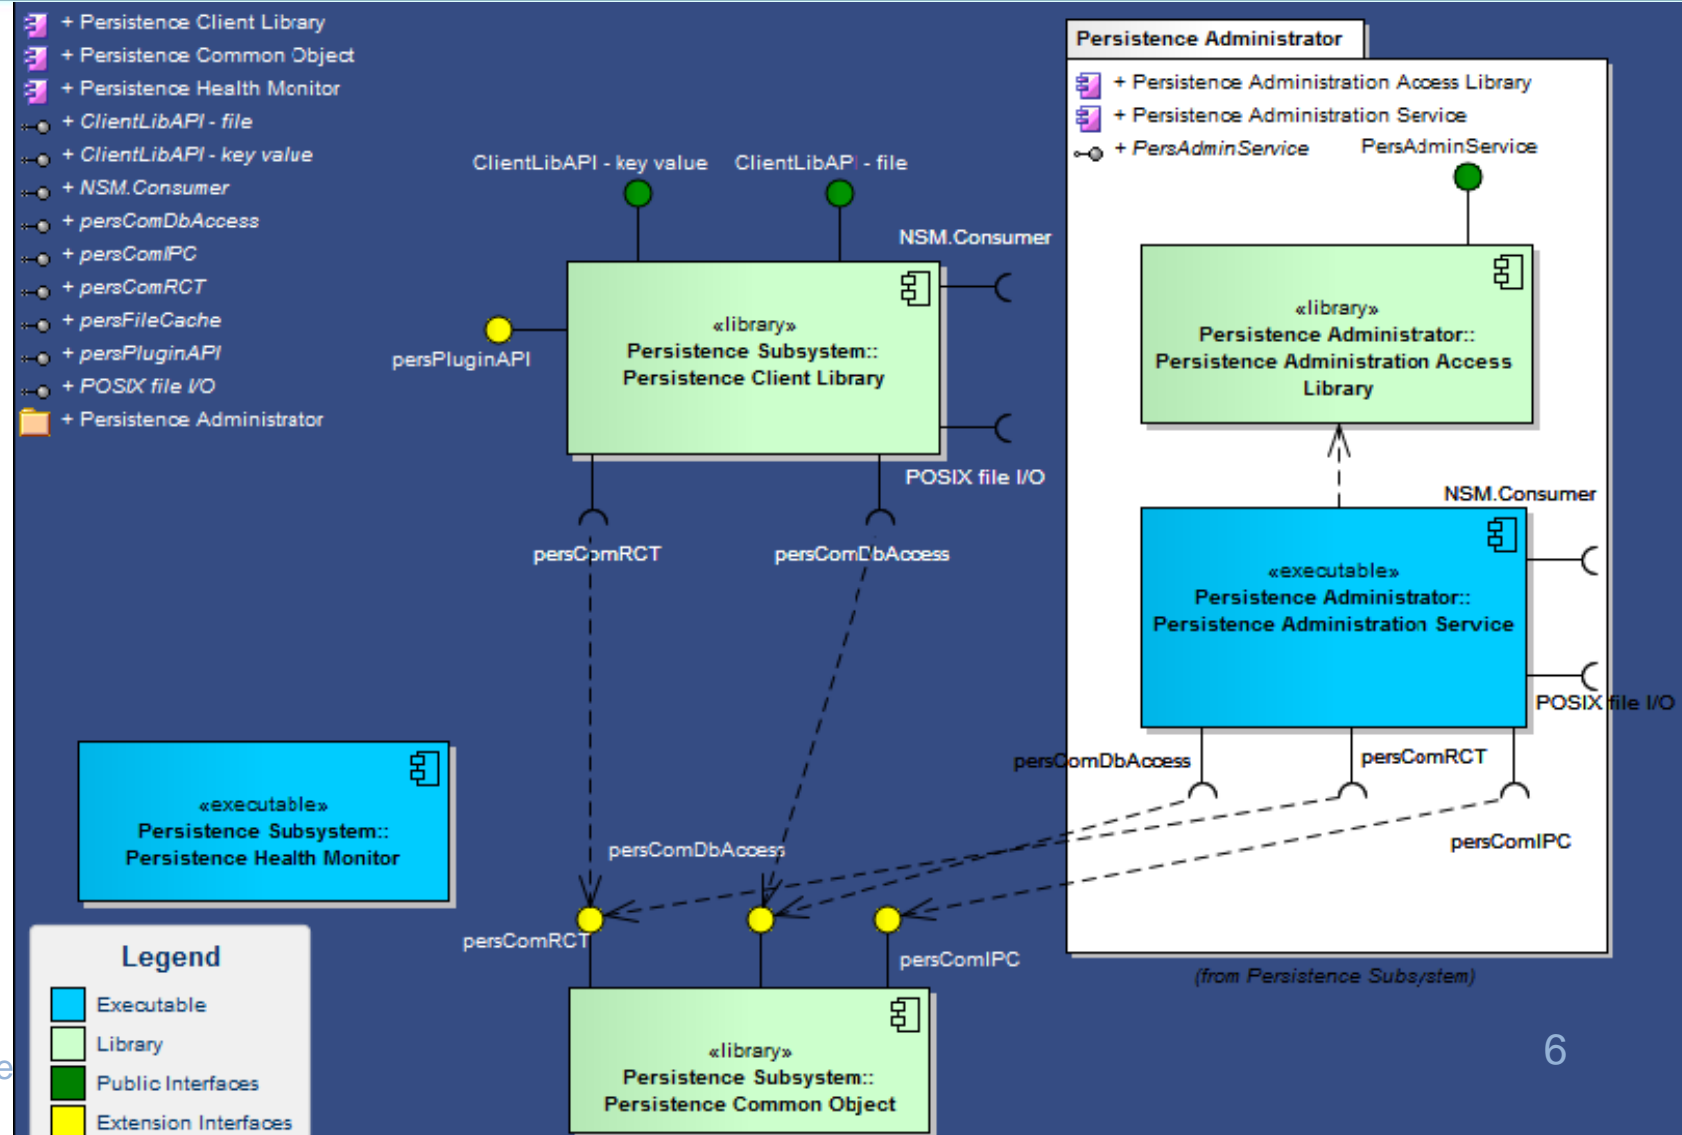 + Persistence Client Library
+ Persistence Common Object
+ Persistence Health Monitor
+ ClientLibAPI - file
+ ClientLibAPI - key value
+ NSM.Consumer
+ persComDbAccess
+ persComIPC
+ persComRCT
+ persFileCache
+ persPluginAPI
+ POSIX file I/O
+ Persistence Administrator
ClientLibAPI - key value
ClientLibAPI - file
NSM.Consumer
persPluginAPI
«library»
Persistence Subsystem::
Persistence Client Library
POSIX file I/O
persComRCT
persComDbAccess
Persistence Administrator
+ Persistence Administration Access Library
+ Persistence Administration Service
+ PersAdminService
PersAdminService
«library»
Persistence Administrator::
Persistence Administration Access
Library
NSM.Consumer
«executable»
Persistence Administrator::
Persistence Administration Service
POSIX file I/O
persComDbAccess
persComRCT
persComIPC
(from Persistence Subsystem)
«executable»
Persistence Subsystem::
Persistence Health Monitor
persComDbAccess
persComRCT
persComIPC
«library»
Persistence Subsystem::
Persistence Common Object
Legend
Executable
Library
Public Interfaces
Extension Interfaces
e
6